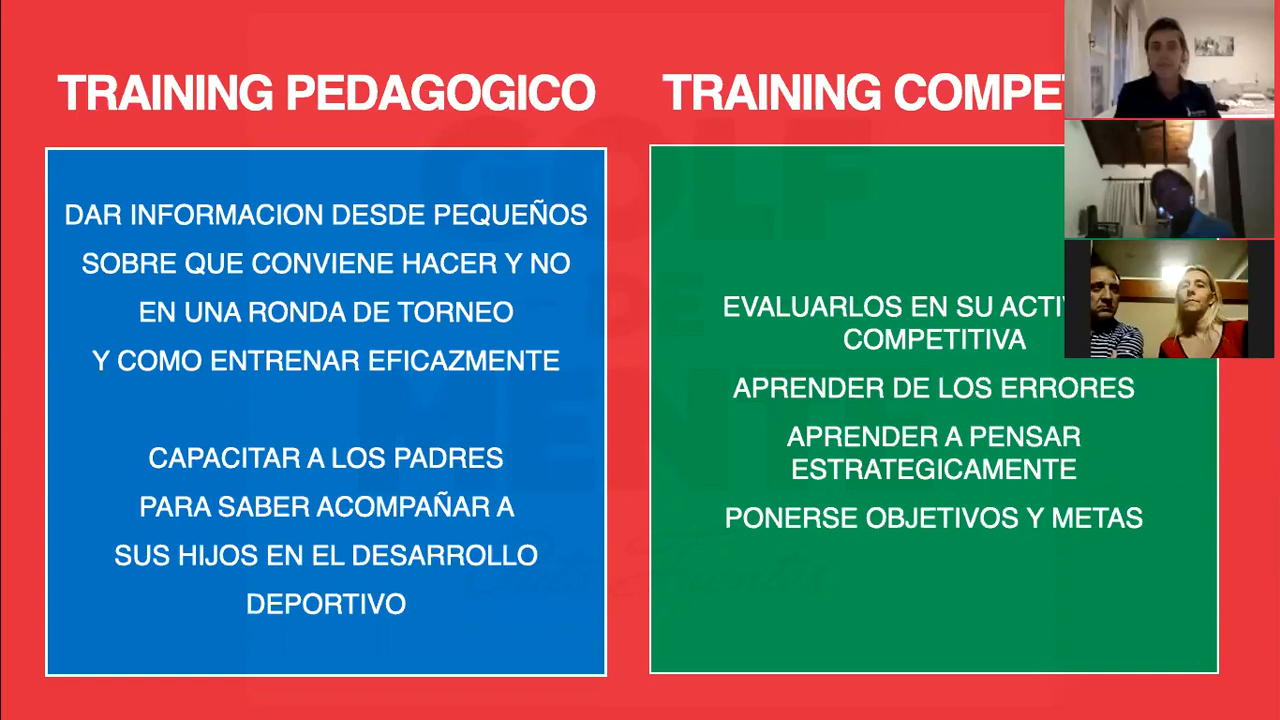 TRAINING PEDAGOGICO
DAR INFORMACION DESDE PEQUEÑOS
SOBRE QUE CONVIENE HACER Y NO
EN UNA RONDA DE TORNEO
Y COMO ENTRENAR EFICAZMENTE
CAPACITAR A LOS PADRES
PARA SABER ACOMPAÑAR A
SUS HIJOS EN EL DESARROLLO
DEPORTIVO
TRAINING COMPE
EVALUARLOS EN SU ACTI
COMPETITIVA
APRENDER DE LOS ERRORES
APRENDER A PENSAR
ESTRATEGICAMENTE
PONERSE OBJETIVOS Y METAS